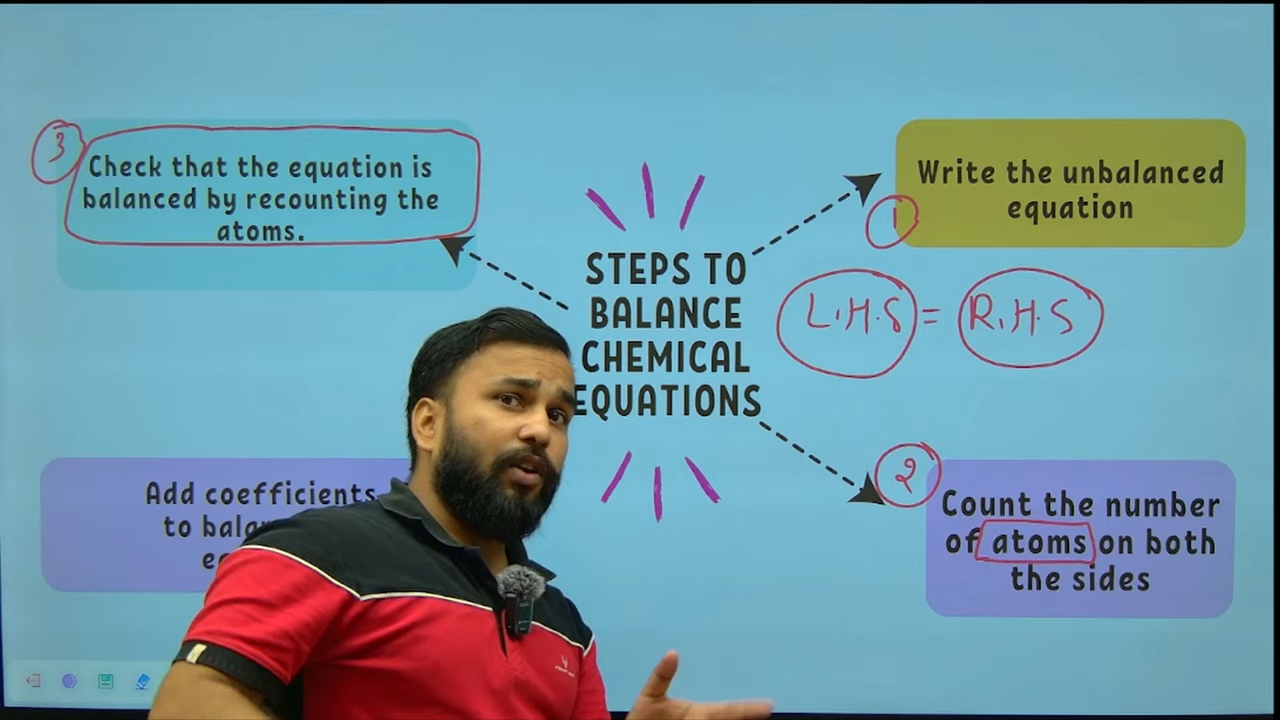 3
Check that the equation is
balanced by recounting the
atoms.
Write the unbalanced
equation
1
STEPS TO
BALANCE
CHEMICAL
EQUATIONS
L.H.S = R.H.S
Add coefficients
to
2
Count the number
of atoms on both
the sides